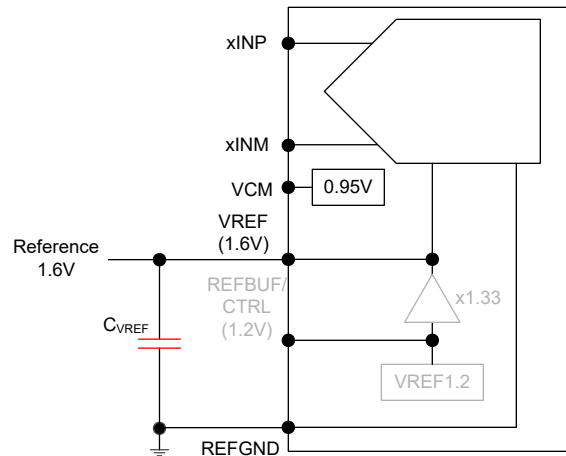 xINP
xINM
VCM
0.95V
VREF
(1.6V)
Reference
1.6V
REFBUF/
CTRL
(1.2V)
x1.33
CVREF
VREF1.2
REFGND